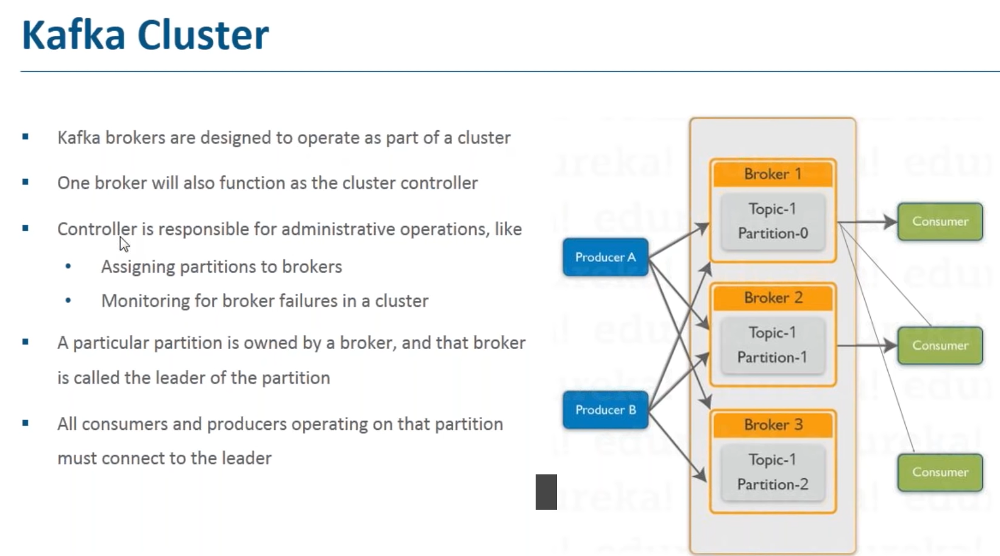 Kafka Cluster
Kafka brokers are designed to operate as part of a cluster
One broker will also function as the cluster controller
Controller is responsible for administrative operations, like
Assigning partitions to brokers
Monitoring for broker failures in a cluster
A particular partition is owned by a broker, and that broker
is called the leader of the partition
All consumers and producers operating on that partition
must connect to the leader
Producer A
Producer B
Broker 1
Topic-1
Partition-0
Broker 2
Topic-1
Partition-1
Broker 3
Topic-1
Partition-2
Consumer
Consumer
Consumer